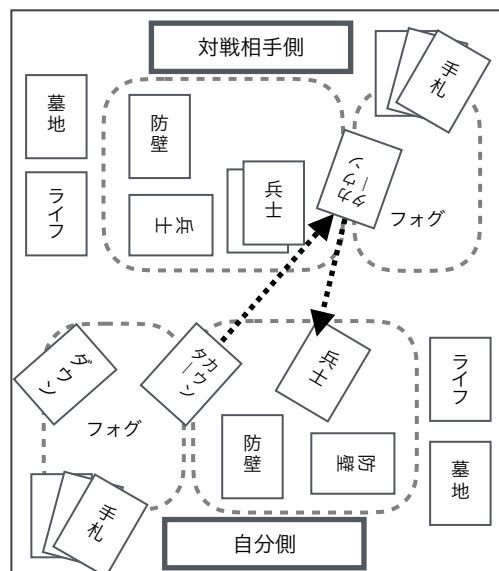 対戦相手側
手札
墓地
防壁
カウンター
兵士
ライフ
兵士
フォグ
ダウン
カウンター
兵士
ライフ
フォグ
防壁
防壁
墓地
手札
自分側